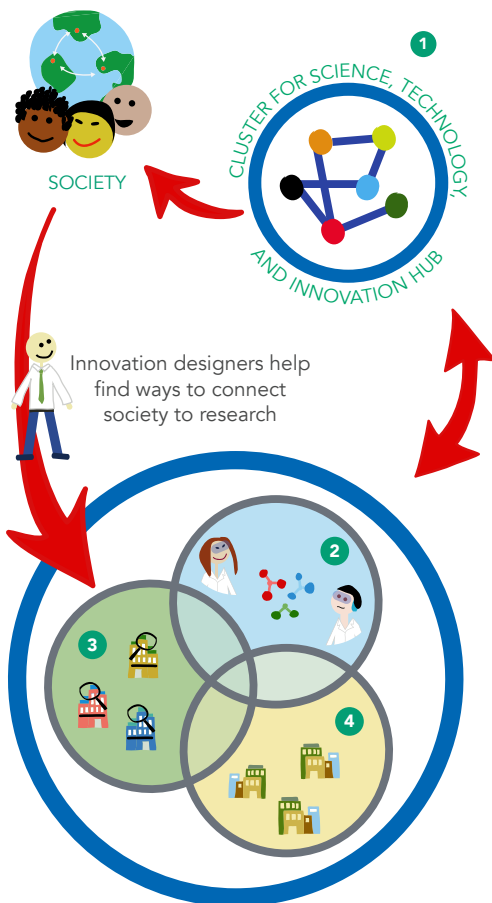 1
CLUSTER FOR SCIENCE, TECHNOLOGY,
AND INNOVATION HUB
SOCIETY
Innovation designers help
find ways to connect
society to research
2
3
4